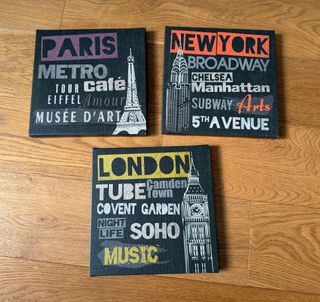 PARIS
METRO
TOUR Café
EIFFEL Amour
MUSÉE D'ART
NEW YORK
BROADWAY
CHELSEA
Manhattan
SUBWAY Arts
5TH AVENUE
LONDON
TUBE Camden Town
COVENT GARDEN
NIGHT LIFE SOHO
MUSIC